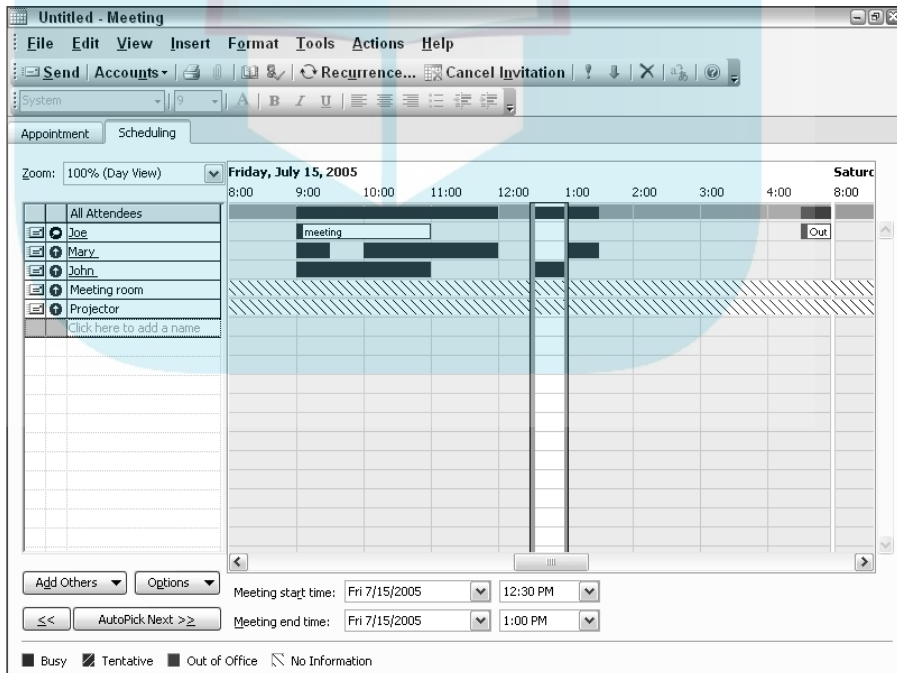 Untitled - Meeting
File Edit View Insert Format Tools Actions Help
Send Accounts Recurrence... Cancel Invitation
System 9 A B I U
Appointment Scheduling
Zoom: 100% (Day View) Friday, July 15, 2005 Saturd
8:00 9:00 10:00 11:00 12:00 1:00 2:00 3:00 4:00 8:00
All Attendees
Joe meeting Out
Mary
John
Meeting room
Projector
Click here to add a name
Add Others Options Meeting start time: Fri 7/15/2005 12:30 PM
<< AutoPick Next >> Meeting end time: Fri 7/15/2005 1:00 PM
Busy Tentative Out of Office No Information